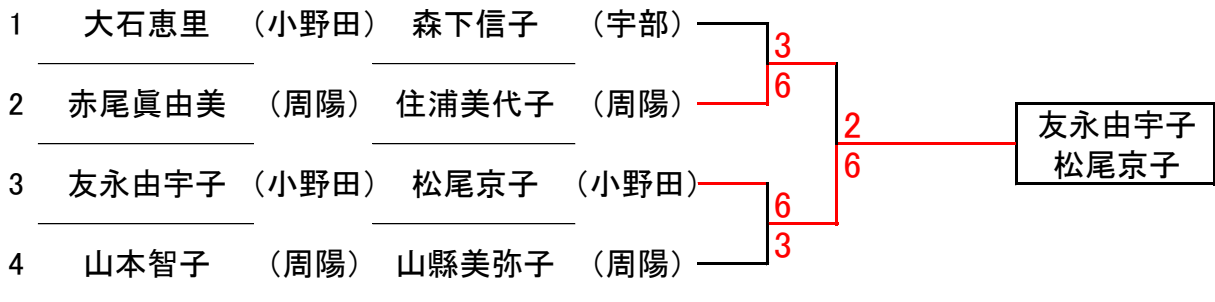 1 大石恵里 （小野田） 森下信子 （宇部）
3
6
2 赤尾眞由美 （周陽） 住浦美代子 （周陽）
2
6
友永由宇子
松尾京子
3 友永由宇子 （小野田） 松尾京子 （小野田）
6
3
4 山本智子 （周陽） 山縣美弥子 （周陽）